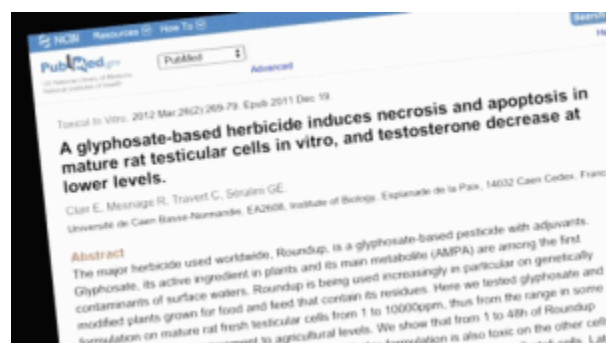 NCBI Resources How To
PubMed.gov
US National Library of Medicine
National Institutes of Health
PubMed
Advanced
Search
Toxicol In Vitro. 2012 Mar;26(2):269-79. Epub 2011 Dec 19.
A glyphosate-based herbicide induces necrosis and apoptosis in
mature rat testicular cells in vitro, and testosterone decrease at
lower levels.
Clair E, Mesnage R, Travert C, Séralini GE.
Université de Caen Basse-Normandie, EA2608, Institute of Biology, Esplanade de la Paix, 14032 Caen Cedex, Franc
Abstract
The major herbicide used worldwide, Roundup, is a glyphosate-based pesticide with adjuvants.
Glyphosate, its active ingredient in plants and its main metabolite (AMPA) are among the first
contaminants of surface waters. Roundup is being used increasingly in particular on genetically
modified plants grown for food and feed that contain its residues. Here we tested glyphosate and
formulation on mature rat fresh testicular cells from 1 to 10000ppm, thus from the range in some
to agricultural levels. We show that from 1 to 48h of Roundup
formulation is also toxic on the other cell